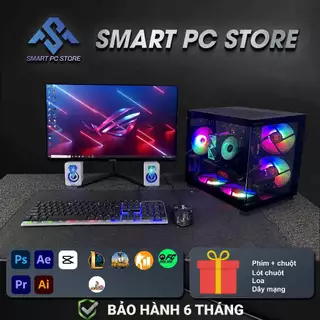 SMART PC STORE
SMART PC STORE
Ps Ae
Pr Ai
Phím + chuột
Lót chuột
Loa
Dây mạng
BẢO HÀNH 6 THÁNG